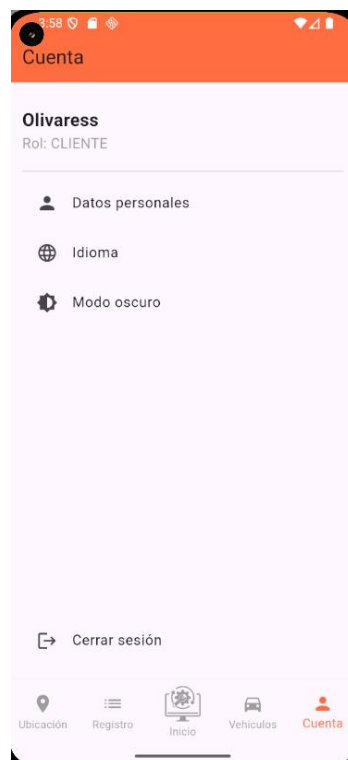 3:58
Cuenta
Olivaress
Rol: CLIENTE
Datos personales
Idioma
Modo oscuro
Cerrar sesión
Ubicación
Registro
Inicio
Vehiculos
Cuenta